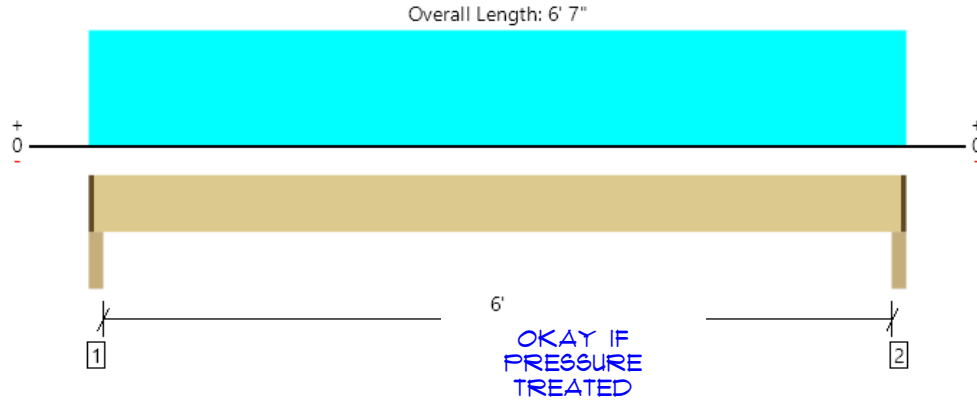 Overall Length: 6' 7"
+ +
0 0
- -
6'
1 2
OKAY IF
PRESSURE
TREATED